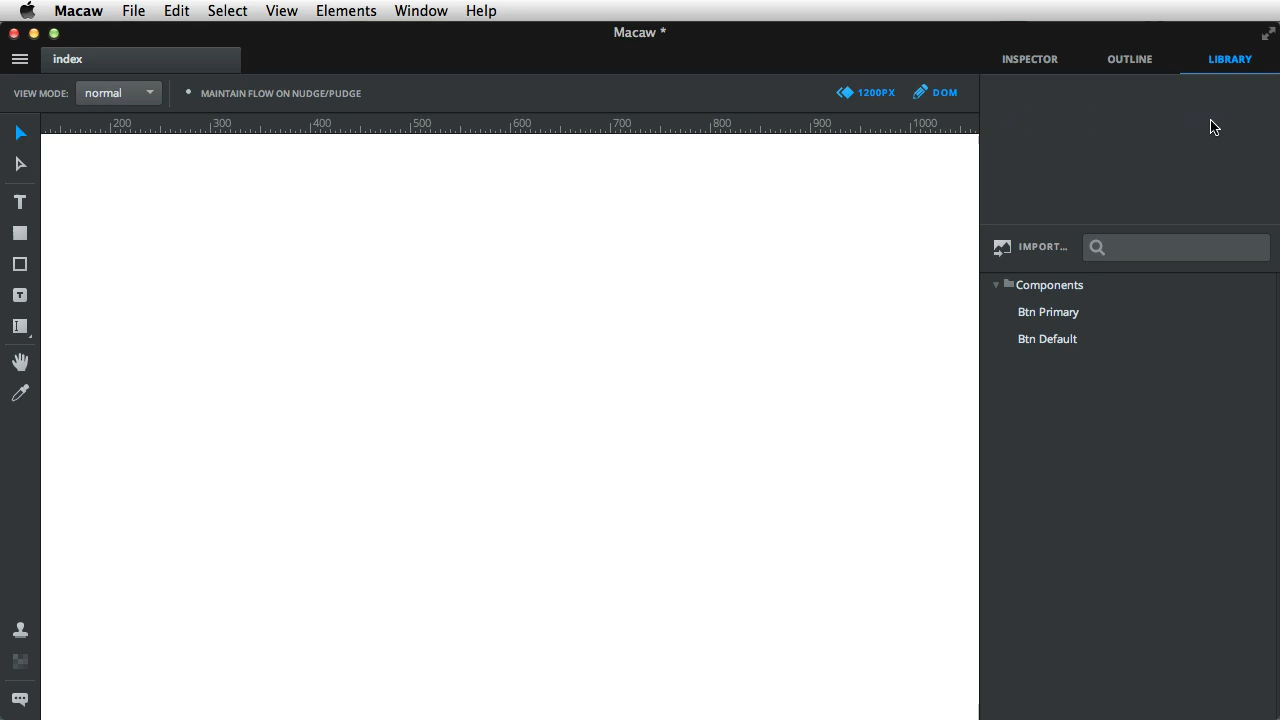 Macaw File Edit Select View Elements Window Help
Macaw *
index
INSPECTOR OUTLINE LIBRARY
VIEW MODE: normal MAINTAIN FLOW ON NUDGE/PUDGE 1200PX DOM
200 300 400 500 600 700 800 900 1000
T
IMPORT...
Components
Btn Primary
Btn Default